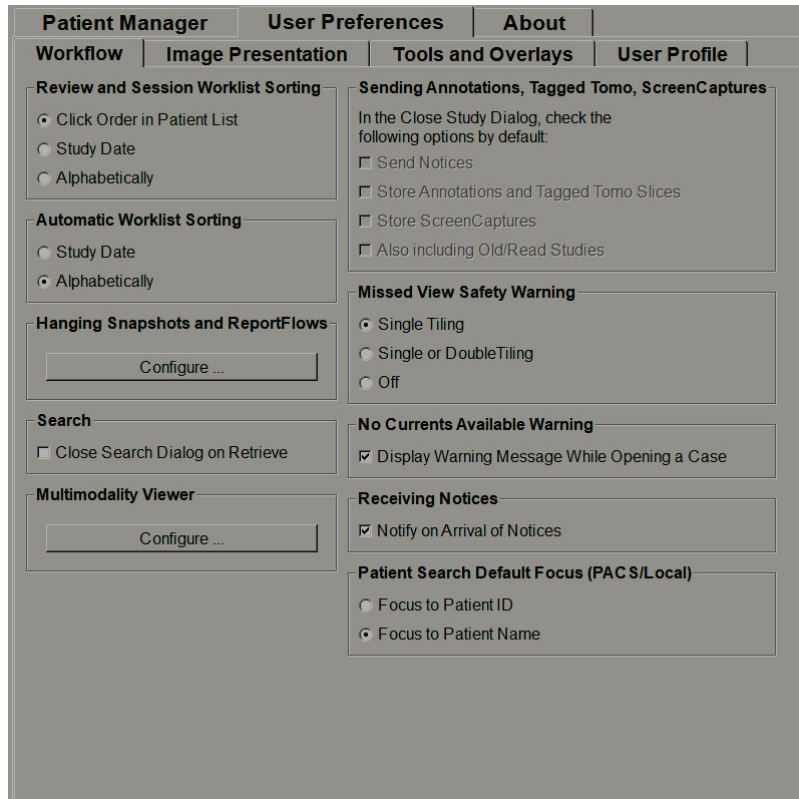 Patient Manager
User Preferences
About
Workflow
Image Presentation
Tools and Overlays
User Profile
Review and Session Worklist Sorting
Click Order in Patient List
Study Date
Alphabetically
Automatic Worklist Sorting
Study Date
Alphabetically
Hanging Snapshots and ReportFlows
Configure ...
Search
Close Search Dialog on Retrieve
Multimodality Viewer
Configure ...
Sending Annotations, Tagged Tomo, ScreenCaptures
In the Close Study Dialog, check the
following options by default:
Send Notices
Store Annotations and Tagged Tomo Slices
Store ScreenCaptures
Also including Old/Read Studies
Missed View Safety Warning
Single Tiling
Single or DoubleTiling
Off
No Currents Available Warning
Display Warning Message While Opening a Case
Receiving Notices
Notify on Arrival of Notices
Patient Search Default Focus (PACS/Local)
Focus to Patient ID
Focus to Patient Name